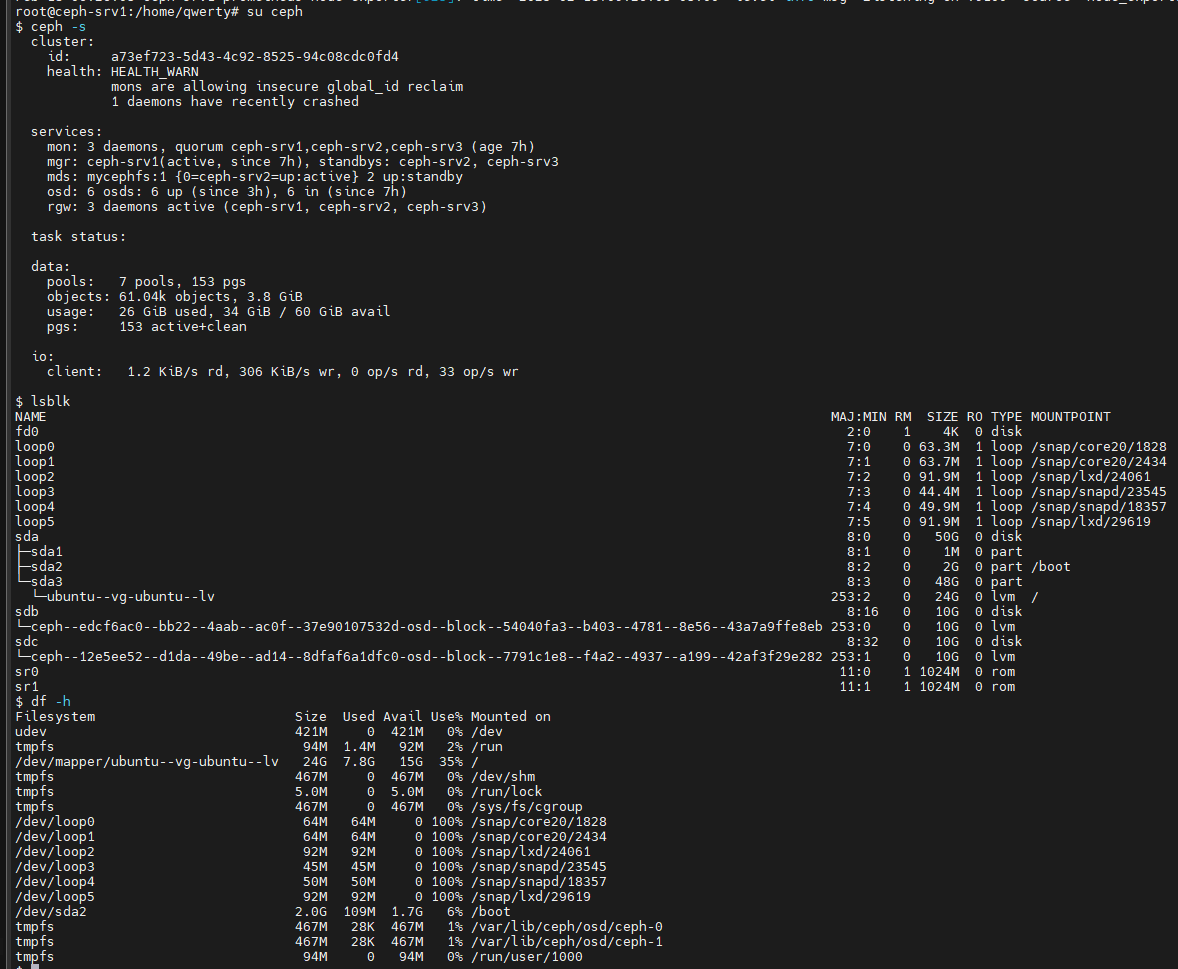 root@ceph-srv1:/home/qwerty# su ceph
$ ceph -s
  cluster:
    id:     a73ef723-5d43-4c92-8525-94c08cdc0fd4
    health: HEALTH_WARN
            mons are allowing insecure global_id reclaim
            1 daemons have recently crashed

  services:
    mon: 3 daemons, quorum ceph-srv1,ceph-srv2,ceph-srv3 (age 7h)
    mgr: ceph-srv1(active, since 7h), standbys: ceph-srv2, ceph-srv3
    mds: mycephfs:1 {0=ceph-srv2=up:active} 2 up:standby
    osd: 6 osds: 6 up (since 3h), 6 in (since 7h)
    rgw: 3 daemons active (ceph-srv1, ceph-srv2, ceph-srv3)

  task status:

  data:
    pools:   7 pools, 153 pgs
    objects: 61.04k objects, 3.8 GiB
    usage:   26 GiB used, 34 GiB / 60 GiB avail
    pgs:     153 active+clean

  io:
    client:   1.2 KiB/s rd, 306 KiB/s wr, 0 op/s rd, 33 op/s wr

$ lsblk
NAME                                                                                                  MAJ:MIN RM  SIZE RO TYPE MOUNTPOINT
fd0                                                                                                     2:0    1    4K  0 disk
loop0                                                                                                   7:0    0 63.3M  1 loop /snap/core20/1828
loop1                                                                                                   7:1    0 63.7M  1 loop /snap/core20/2434
loop2                                                                                                   7:2    0 91.9M  1 loop /snap/lxd/24061
loop3                                                                                                   7:3    0 44.4M  1 loop /snap/snapd/23545
loop4                                                                                                   7:4    0 49.9M  1 loop /snap/snapd/18357
loop5                                                                                                   7:5    0 91.9M  1 loop /snap/lxd/29619
sda                                                                                                     8:0    0   50G  0 disk
├─sda1                                                                                                  8:1    0    1M  0 part
├─sda2                                                                                                  8:2    0    2G  0 part /boot
└─sda3                                                                                                  8:3    0   48G  0 part
  └─ubuntu--vg-ubuntu--lv                                                                             253:2    0   24G  0 lvm  /
sdb                                                                                                     8:16   0   10G  0 disk
└─ceph--edcf6ac0--bb22--4aab--ac0f--37e90107532d-osd--block--54040fa3--b403--4781--8e56--43a7a9ffe8eb 253:0    0   10G  0 lvm
sdc                                                                                                     8:32   0   10G  0 disk
└─ceph--12e5ee52--d1da--49be--ad14--8dfaf6a1dfc0-osd--block--7791c1e8--f4a2--4937--a199--42af3f29e282 253:1    0   10G  0 lvm
sr0                                                                                                    11:0    1 1024M  0 rom
sr1                                                                                                    11:1    1 1024M  0 rom
$ df -h
Filesystem                         Size  Used Avail Use% Mounted on
udev                               421M     0  421M   0% /dev
tmpfs                               94M  1.4M   92M   2% /run
/dev/mapper/ubuntu--vg-ubuntu--lv   24G  7.8G   15G  35% /
tmpfs                              467M     0  467M   0% /dev/shm
tmpfs                              5.0M     0  5.0M   0% /run/lock
tmpfs                              467M     0  467M   0% /sys/fs/cgroup
/dev/loop0                          64M   64M     0 100% /snap/core20/1828
/dev/loop1                          64M   64M     0 100% /snap/core20/2434
/dev/loop2                          92M   92M     0 100% /snap/lxd/24061
/dev/loop3                          45M   45M     0 100% /snap/snapd/23545
/dev/loop4                          50M   50M     0 100% /snap/snapd/18357
/dev/loop5                          92M   92M     0 100% /snap/lxd/29619
/dev/sda2                          2.0G  109M  1.7G   6% /boot
tmpfs                              467M   28K  467M   1% /var/lib/ceph/osd/ceph-0
tmpfs                              467M   28K  467M   1% /var/lib/ceph/osd/ceph-1
tmpfs                               94M     0   94M   0% /run/user/1000